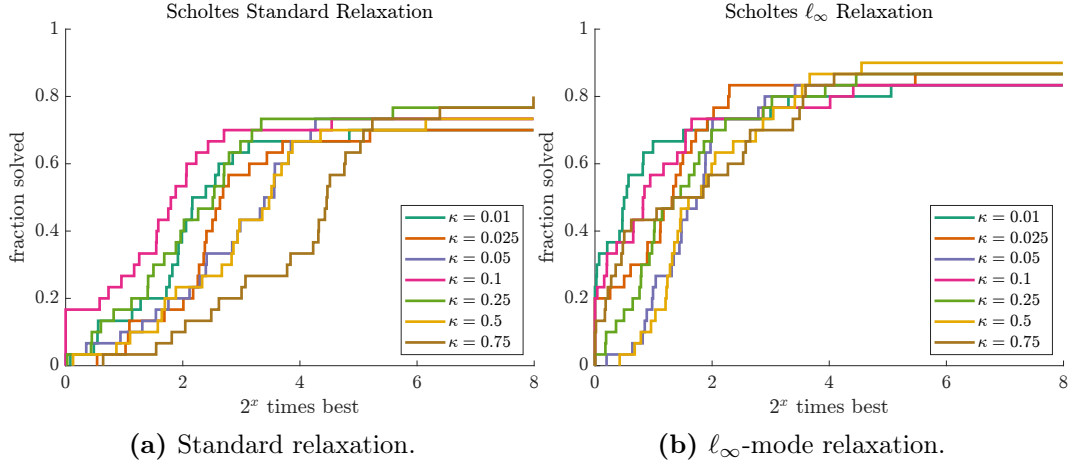 Scholtes Standard Relaxation
1
0.8
0.6
0.4
0.2
0
fraction solved
0 2 4 6 8
2^x times best
κ = 0.01
κ = 0.025
κ = 0.05
κ = 0.1
κ = 0.25
κ = 0.5
κ = 0.75
(a) Standard relaxation.
Scholtes ℓ∞ Relaxation
1
0.8
0.6
0.4
0.2
0
fraction solved
0 2 4 6 8
2^x times best
κ = 0.01
κ = 0.025
κ = 0.05
κ = 0.1
κ = 0.25
κ = 0.5
κ = 0.75
(b) ℓ∞-mode relaxation.